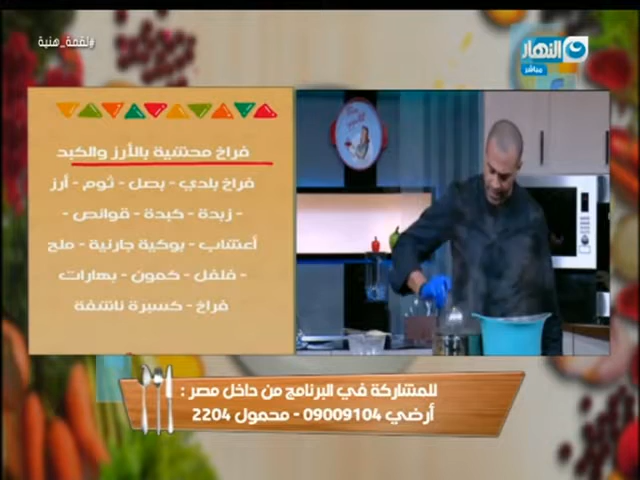 #لقمة_هنية
النهار
مباشر
فراخ محشية بالأرز والكبد
فراخ بلدي - بصل - ثوم - أرز
- زبدة - كبدة - قوانص -
أعشاب - بوكية جارنية - ملح
- فلفل - كمون - بهارات
فراخ - كسبرة ناشفة
للمشاركة في البرنامج من داخل مصر :
أرضي 09009104 - محمول 2204